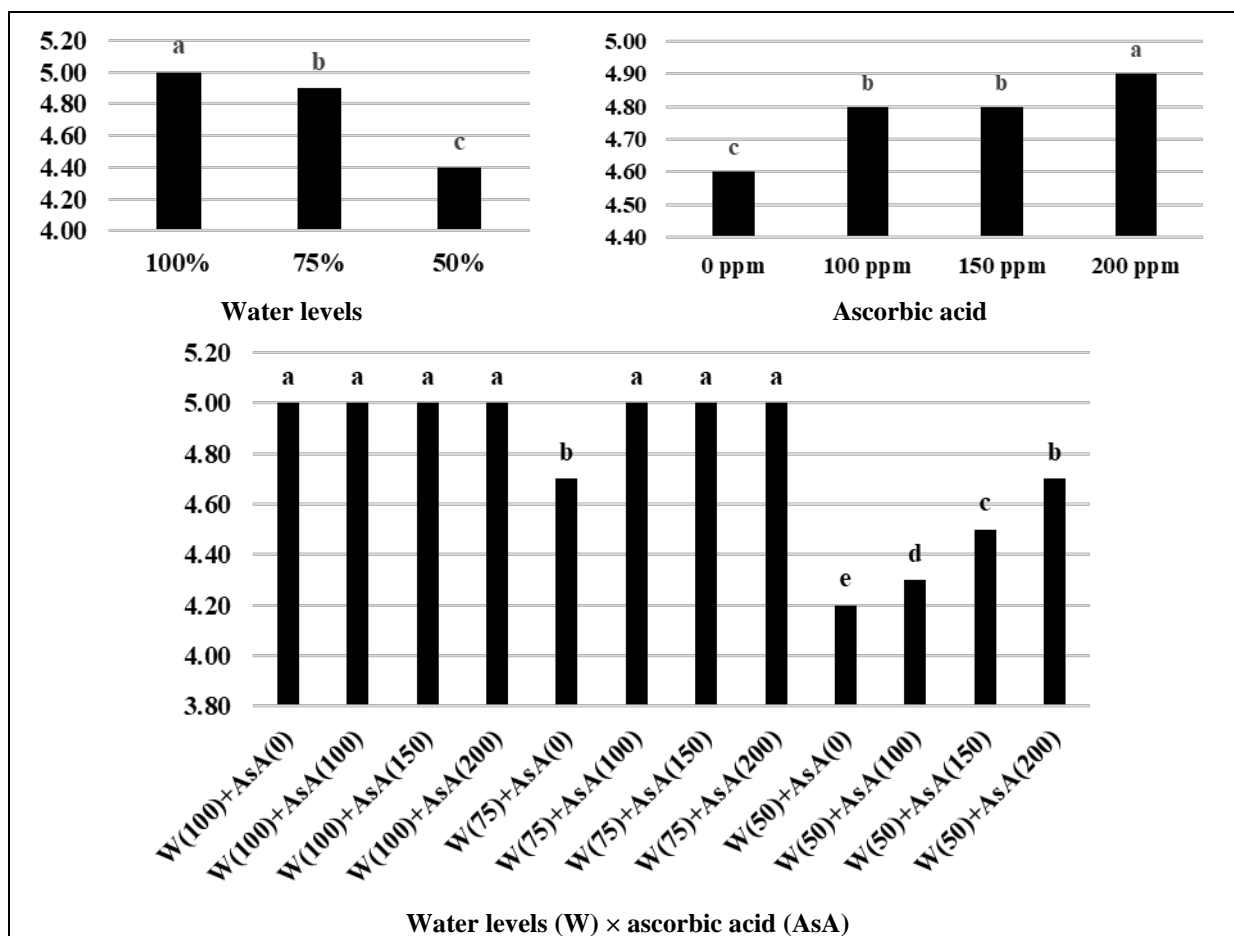 5.20
5.00
4.80
4.60
4.40
4.20
4.00
a
b
c
100% 75% 50%
Water levels
5.00
4.90
4.80
4.70
4.60
4.50
4.40
c
b
b
a
0 ppm 100 ppm 150 ppm 200 ppm
Ascorbic acid
5.20
5.00
4.80
4.60
4.40
4.20
4.00
3.80
a a a a b a a a e d c b
W(100)+AsA(0)
W(100)+AsA(100)
W(100)+AsA(150)
W(100)+AsA(200)
W(75)+AsA(0)
W(75)+AsA(100)
W(75)+AsA(150)
W(75)+AsA(200)
W(50)+AsA(0)
W(50)+AsA(100)
W(50)+AsA(150)
W(50)+AsA(200)
Water levels (W) × ascorbic acid (AsA)